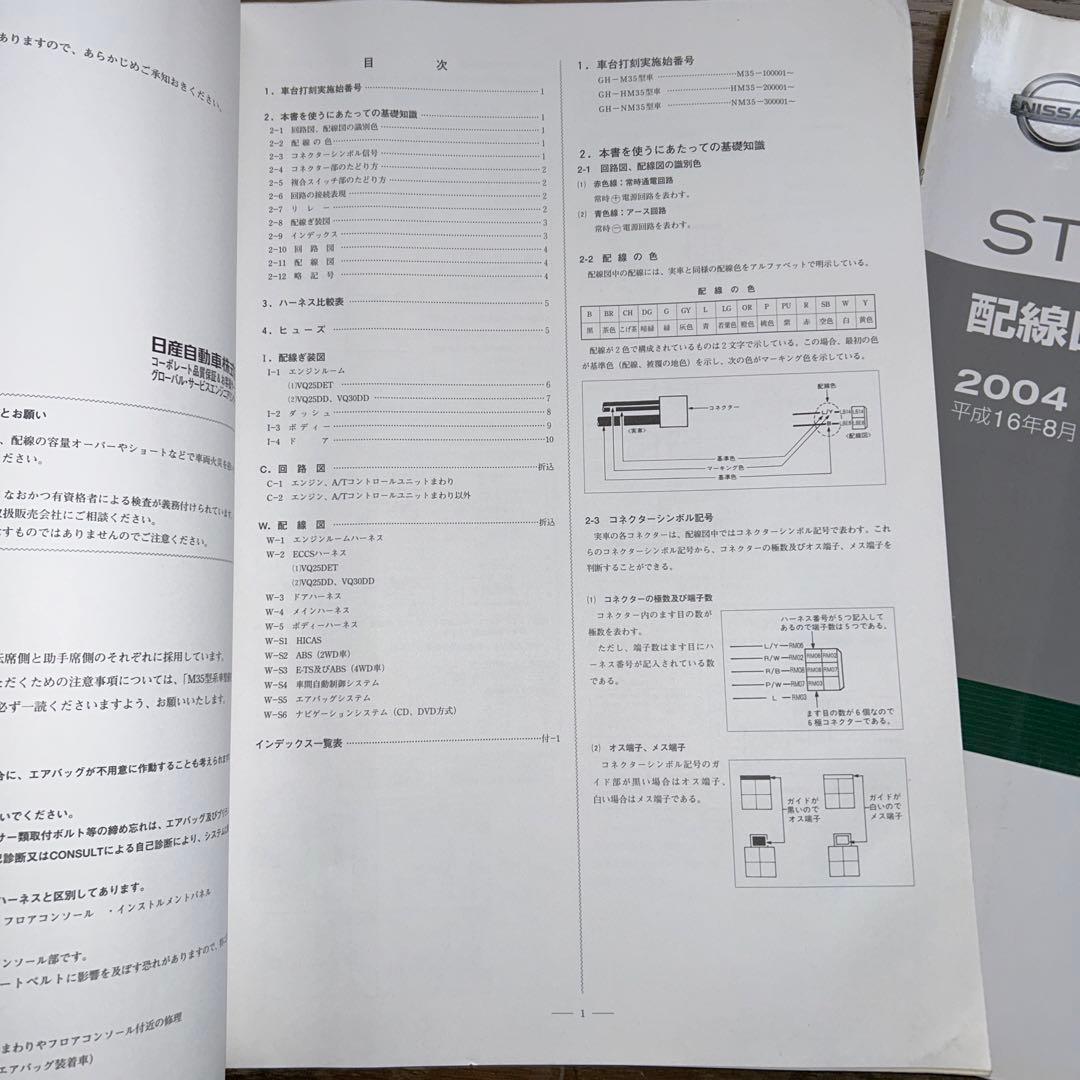 ありますので、あらかじめご承知おきください。
日産自動車株式
コーポレート品質保証&お客様
グローバル・サービスエンジニアリン
とお願い
、配線の容量オーバーやショートなどで車両火災を
ださい。
なおかつ有資格者による検査が義務付けられています。
取扱販売会社にご相談ください。
すものではありませんのでご注意ください。
転席側と助手席側のそれぞれに採用しています。
ただくための注意事項については、「M35型系車整備
必ず一読くださいますよう、お願いいたします。
合に、エアバッグが不用意に作動することも考えられます
いでください。
サー類取付ボルト等の締め忘れは、エアバッグ及びプリテ
己診断又はCONSULTによる自己診断により、システムに
ハーネスと区別してあります。
フロアコンソール ・インストルメントパネル
ンソール部です。
ートベルトに影響を及ぼす恐れがありますので、
まわりやフロアコンソール付近の修理
エアバッグ装着車)
目 次
1．車台打刻実施始番号 1
2．本書を使うにあたっての基礎知識 1
2-1 回路図、配線図の識別色 1
2-2 配線の色 1
2-3 コネクターシンボル信号 1
2-4 コネクター部のたどり方 2
2-5 複合スイッチ部のたどり方 2
2-6 回路の接続表現 2
2-7 リレー 2
2-8 配線ぎ装図 3
2-9 インデックス 3
2-10 回路図 4
2-11 配線図 4
2-12 略記号 4
3．ハーネス比較表 5
4．ヒューズ 5
I．配線ぎ装図
I-1 エンジンルーム
(1)VQ25DET 6
(2)VQ25DD、VQ30DD 7
I-2 ダッシュ 8
I-3 ボディー 9
I-4 ドア 10
C．回路図 折込
C-1 エンジン、A/Tコントロールユニットまわり
C-2 エンジン、A/Tコントロールユニットまわり以外
W．配線図 折込
W-1 エンジンルームハーネス
W-2 ECCSハーネス
(1)VQ25DET
(2)VQ25DD、VQ30DD
W-3 ドアハーネス
W-4 メインハーネス
W-5 ボディーハーネス
W-S1 HICAS
W-S2 ABS（2WD車）
W-S3 E-TS及びABS（4WD車）
W-S4 車間自動制御システム
W-S5 エアバッグシステム
W-S6 ナビゲーションシステム（CD、DVD方式）
インデックス一覧表 付-1
1．車台打刻実施始番号
GH-M35型車 M35-100001～
GH-HM35型車 HM35-200001～
GH-NM35型車 NM35-300001～
2．本書を使うにあたっての基礎知識
2-1 回路図、配線図の識別色
(1) 赤色線：常時通電回路
常時⊕電源回路を表わす。
(2) 青色線：アース回路
常時⊖電源回路を表わす。
2-2 配線の色
配線図中の配線には、実車と同様の配線色をアルファベットで明示している。
配線の色
B BR CH DG G GY L LG OR P PU R SB W Y
黒 茶色 こげ茶 暗緑 緑 灰色 青 若葉色 橙色 桃色 紫 赤 空色 白 黄色
配線が2色で構成されているものは2文字で示している。この場合、最初の色
が基準色（配線、被覆の地色）を示し、次の色がマーキング色を示している。
配線色
コネクター
L/Y LS14 LS14
B
〈実車〉
〈配線図〉
基準色
マーキング色
基準色
2-3 コネクターシンボル記号
実車の各コネクターは、配線図中ではコネクターシンボル記号で表わす。これ
らのコネクターシンボル記号から、コネクターの極数及びオス端子、メス端子を
判断することができる。
(1) コネクターの極数及び端子数
コネクター内のます目の数が
極数を表わす。
ただし、端子数はます目にハ
ーネス番号が記入されている数
である。
ハーネス番号が5つ記入して
あるので端子数は5つである。
L/Y RM06
R/W RM02 RM06 RM02
R/B RM08 RM08 RM07
P/W RM07 RM03
L RM03
ます目の数が6個なので
6極コネクターである。
(2) オス端子、メス端子
コネクターシンボル記号のガ
イド部が黒い場合はオス端子、
白い場合はメス端子である。
ガイドが
黒いので
オス端子
ガイドが
白いので
メス端子
1
NISSA
ST
配線
2004
平成16年8月